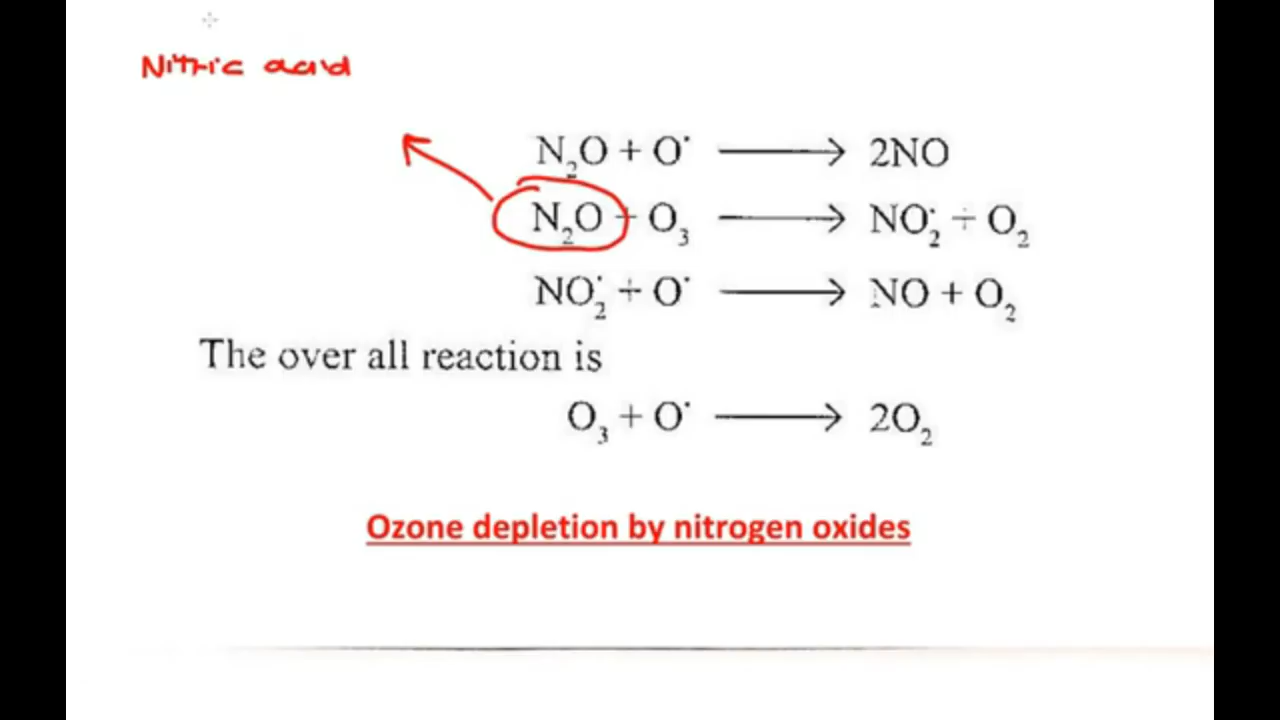 Nitric acid
N₂O + O˙ ⟶ 2NO
N₂O + O₃ ⟶ NO₂˙ + O₂
NO₂˙ + O˙ ⟶ NO + O₂
The over all reaction is
O₃ + O˙ ⟶ 2O₂
Ozone depletion by nitrogen oxides